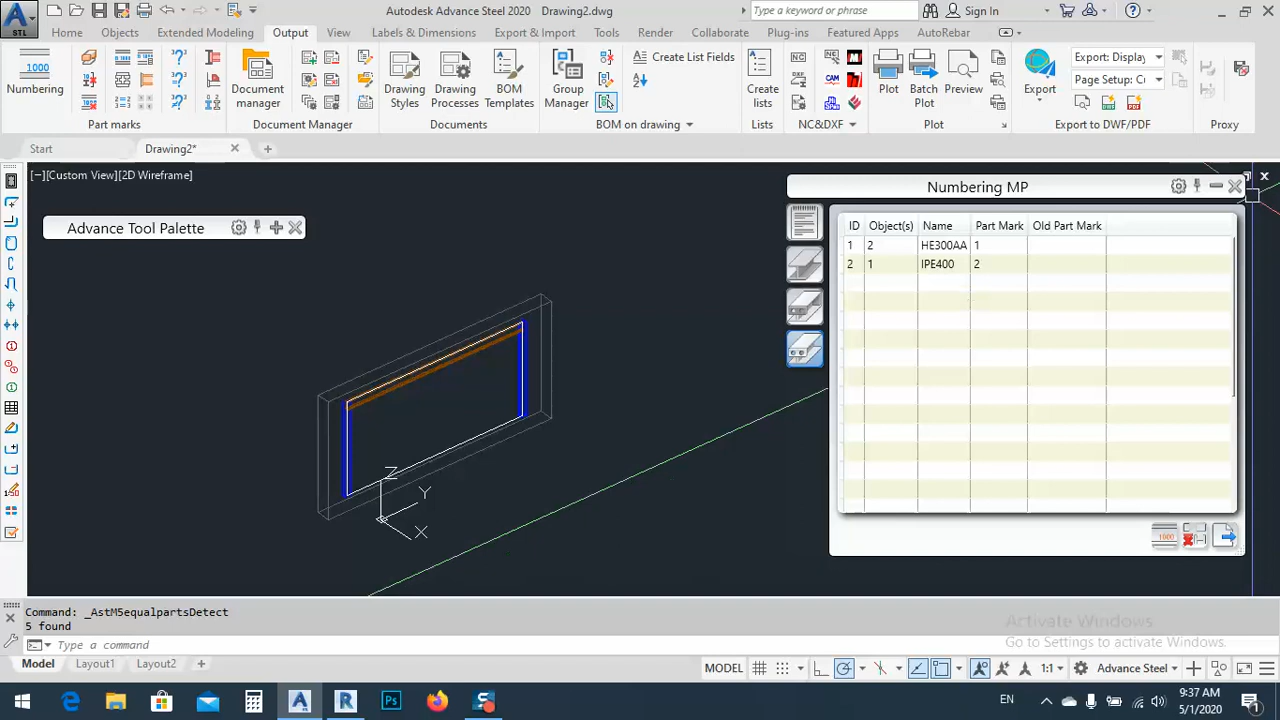 STL
Autodesk Advance Steel 2020 Drawing2.dwg
Type a keyword or phrase
Sign In
Home Objects Extended Modeling Output View Labels & Dimensions Export & Import Tools Render Collaborate Plug-ins Featured Apps AutoRebar
1000
Numbering
Document manager
Drawing Styles
Drawing Processes
BOM Templates
Group Manager
Create List Fields
Create lists
NC
DXF
CAM
Plot
Batch Plot
Preview
Export
Export: Display
Page Setup: Cu
Part marks Document Manager Documents BOM on drawing Lists NC&DXF Plot Export to DWF/PDF Proxy
Start Drawing2*
[−][Custom View][2D Wireframe]
Advance Tool Palette
Numbering MP
ID Object(s) Name Part Mark Old Part Mark
1 2 HE300AA 1
2 1 IPE400 2
Z
Y
X
1000
Command: _AstM5equalpartsDetect
5 found
Type a command
Activate Windows
Go to Settings to activate Windows.
Model Layout1 Layout2
MODEL
1:1
Advance Steel
EN
9:37 AM
5/1/2020